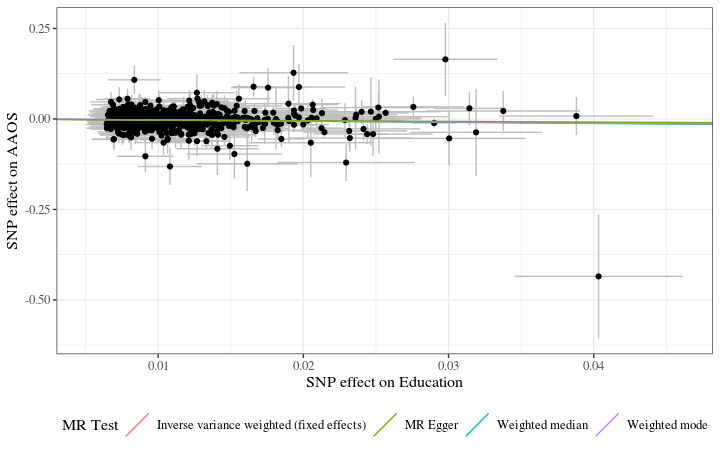 0.25
0.00
-0.25
-0.50
SNP effect on AAOS
0.01 0.02 0.03 0.04
SNP effect on Education
MR Test Inverse variance weighted (fixed effects) MR Egger Weighted median Weighted mode